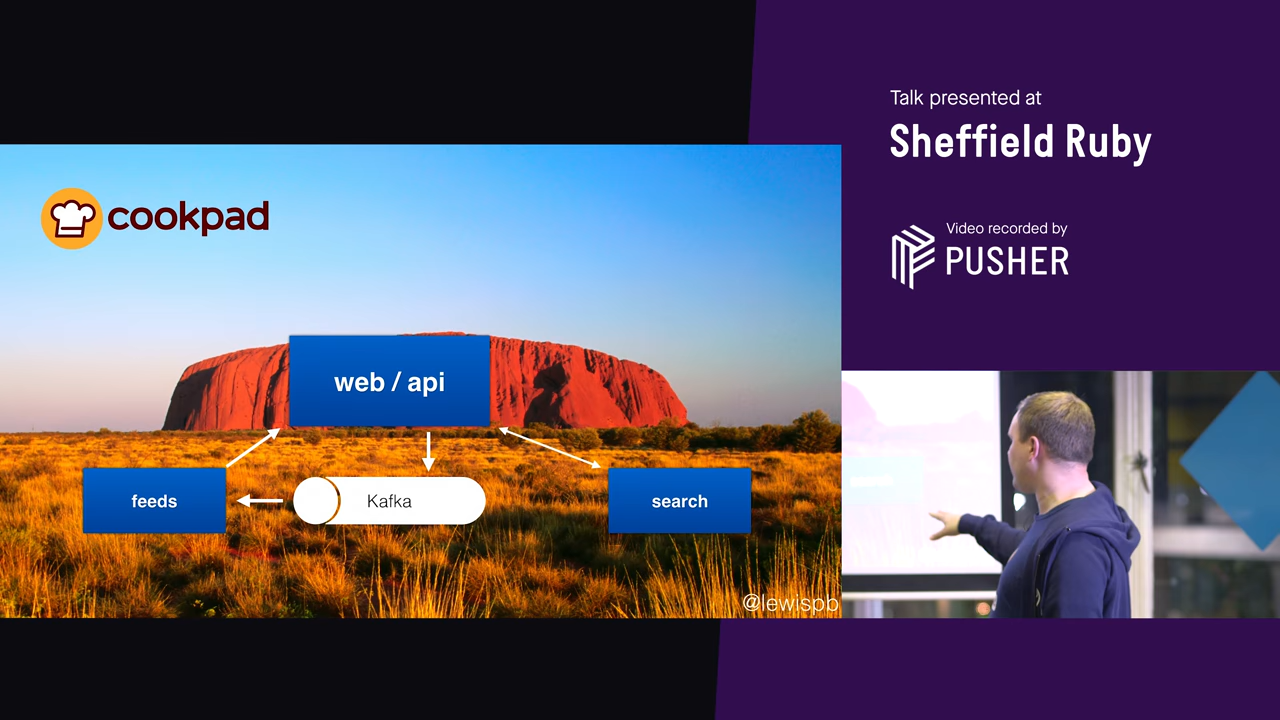 cookpad
web / api
feeds
Kafka
search
@lewispb
Talk presented at
Sheffield Ruby
Video recorded by
PUSHER